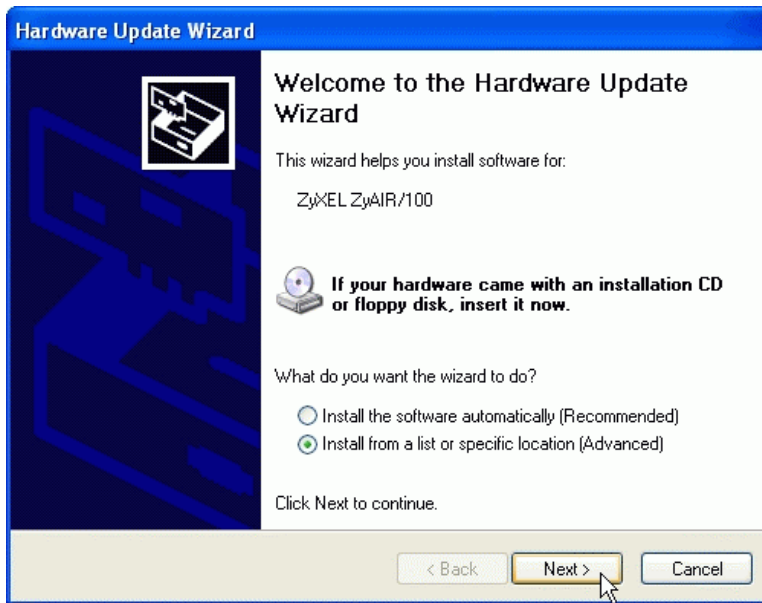 Hardware Update Wizard
Welcome to the Hardware Update
Wizard
This wizard helps you install software for:
ZyXEL ZyAIR/100
If your hardware came with an installation CD
or floppy disk, insert it now.
What do you want the wizard to do?
Install the software automatically (Recommended)
Install from a list or specific location (Advanced)
Click Next to continue.
< Back
Next >
Cancel